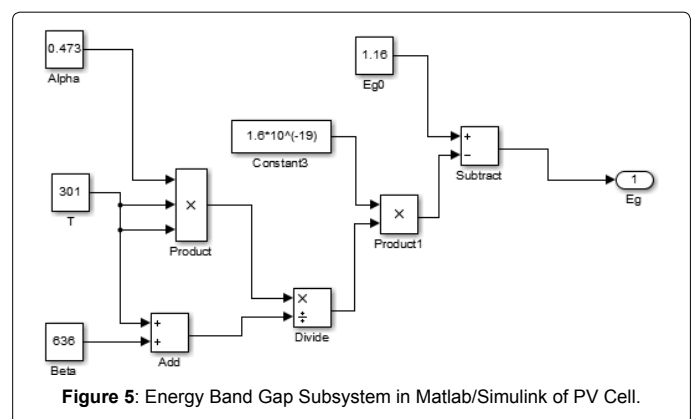 0.473
Alpha
1.16
Eg0
1.6*10^(-19)
Constant3
+
−
Subtract
1
Eg
301
T
×
Product
×
Product1
×
÷
Divide
+
+
Add
636
Beta
Figure 5: Energy Band Gap Subsystem in Matlab/Simulink of PV Cell.